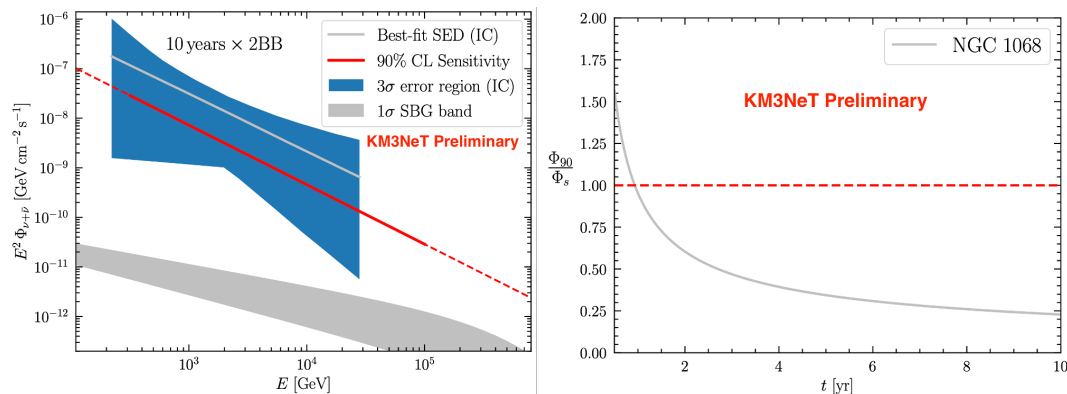 10 years × 2BB
Best-fit SED (IC)
90% CL Sensitivity
3σ error region (IC)
1σ SBG band
KM3NeT Preliminary
E² Φ_{ν+ν̄} [GeV cm⁻² s⁻¹]
10⁻⁶
10⁻⁷
10⁻⁸
10⁻⁹
10⁻¹⁰
10⁻¹¹
10⁻¹²
10³ 10⁴ 10⁵
E [GeV]
NGC 1068
KM3NeT Preliminary
Φ₉₀
Φₛ
2.00
1.75
1.50
1.25
1.00
0.75
0.50
0.25
0.00
2 4 6 8 10
t [yr]